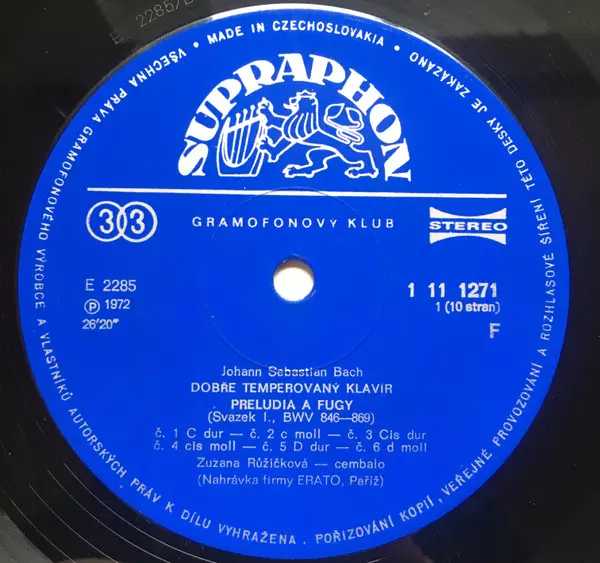 E 2285/
VŠECHNA PRÁVA GRAMOFONOVÉHO VÝROBCE A VLASTNÍKŮ AUTORSKÝCH PRÁV K DÍLU VYHRAŽENA. POŘIZOVÁNÍ KOPIÍ, VEŘEJNÉ PROVOZOVÁNÍ A ROZHLASOVÉ ŠÍŘENÍ TÉTO DESKY JE ZAKÁZÁNO • MADE IN CZECHOSLOVAKIA •
SUPRAPHON
33 GRAMOFONOVÝ KLUB STEREO
E 2285 1 11 1271
Ⓟ 1972 1 (10 stran)
26'20" F
Johann Sebastian Bach
DOBŘE TEMPEROVANÝ KLAVÍR
PRELUDIA A FUGY
(Svazek I., BWV 846—869)
č. 1 C dur — č. 2 c moll — č. 3 Cis dur
č. 4 cis moll — č. 5 D dur — č. 6 d moll
Zuzana Růžičková — cembalo
(Nahrávka firmy ERATO, Paříž)